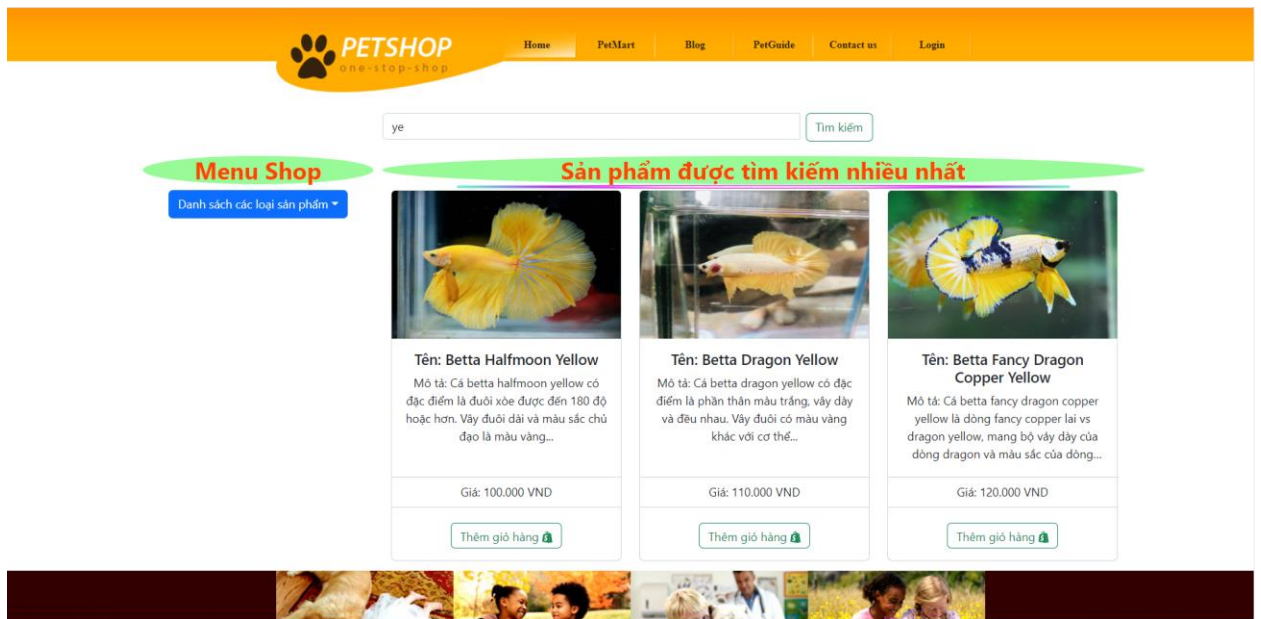 PETSHOP
one-stop-shop
Home PetMart Blog PetGuide Contact us Login
ye
Tìm kiếm
Menu Shop
Sản phẩm được tìm kiếm nhiều nhất
Danh sách các loại sản phẩm
Tên: Betta Halfmoon Yellow
Mô tả: Cá betta halfmoon yellow có
đặc điểm là đuôi xòe được đến 180 độ
hoặc hơn. Vây đuôi dài và màu sắc chủ
đạo là màu vàng...
Giá: 100.000 VND
Thêm giỏ hàng
Tên: Betta Dragon Yellow
Mô tả: Cá betta dragon yellow có đặc
điểm là phần thân màu trắng, vây dày
và đều nhau. Vây đuôi có màu vàng
khác với cơ thể...
Giá: 110.000 VND
Thêm giỏ hàng
Tên: Betta Fancy Dragon
Copper Yellow
Mô tả: Cá betta fancy dragon copper
yellow là dòng fancy copper lai vs
dragon yellow, mang bộ vảy dày của
dòng dragon và màu sắc của dòng...
Giá: 120.000 VND
Thêm giỏ hàng